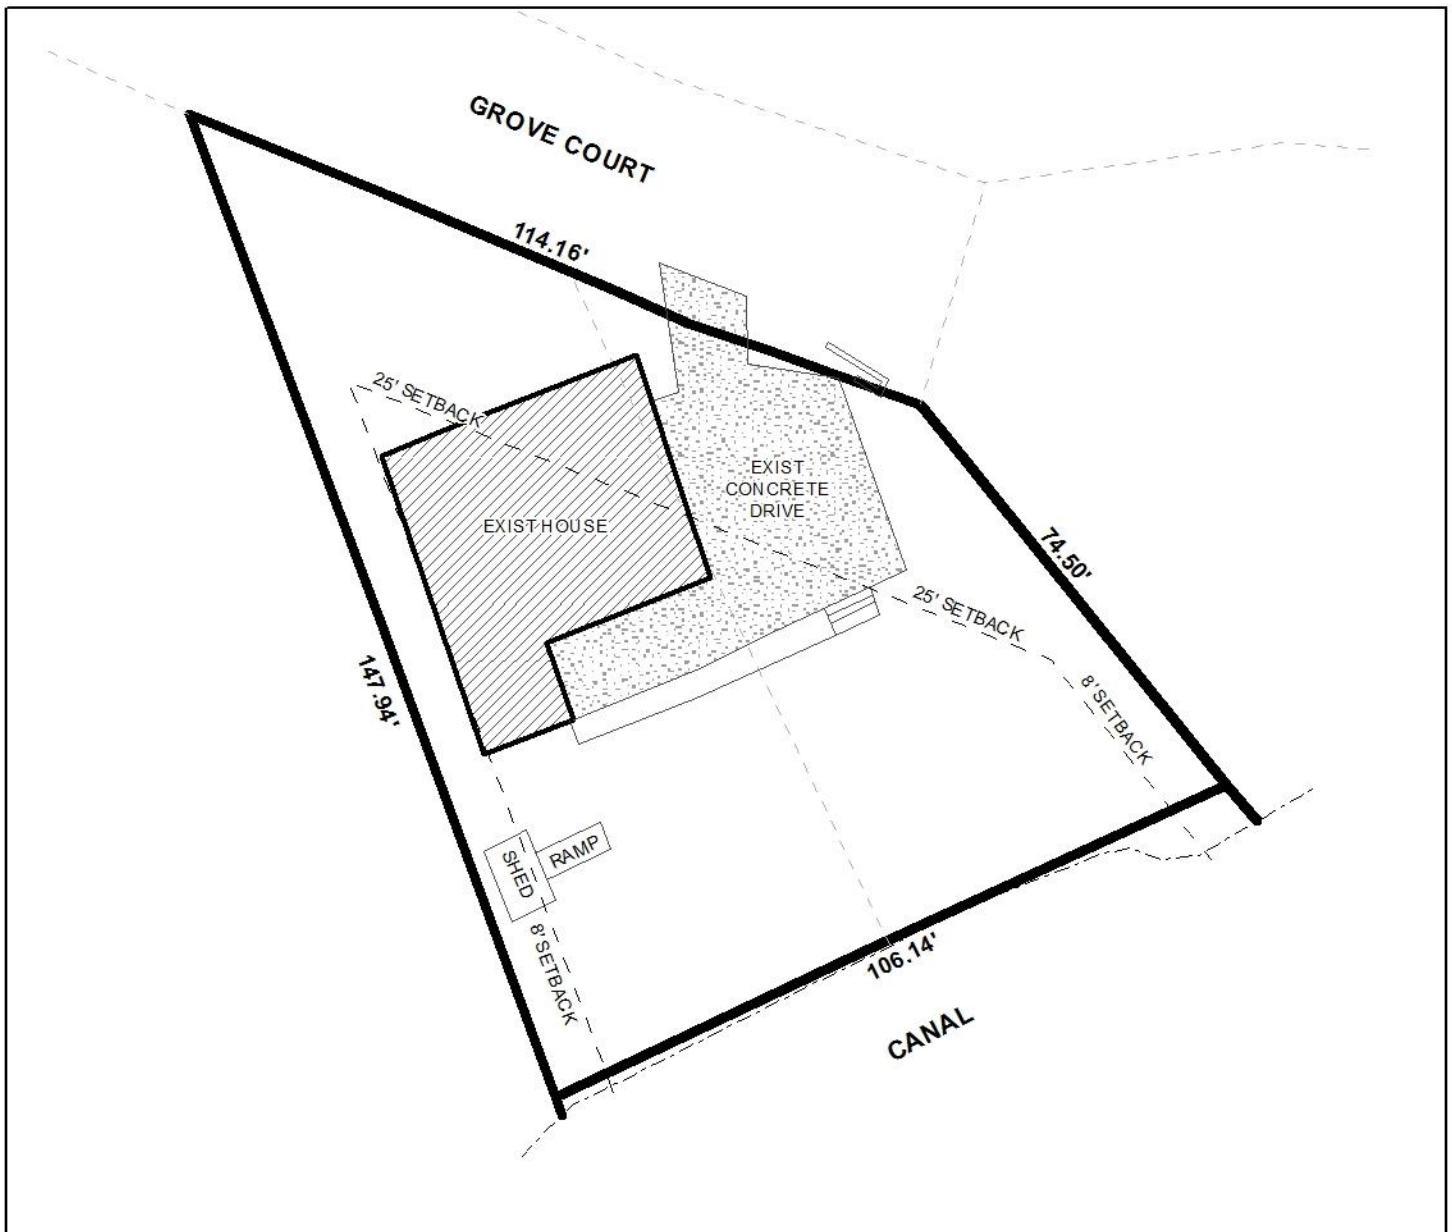 GROVE COURT
114.16'
25' SETBACK
EXIST
CONCRETE
DRIVE
EXIST HOUSE
74.50'
25' SETBACK
8' SETBACK
147.94'
SHED
RAMP
8' SETBACK
106.14'
CANAL